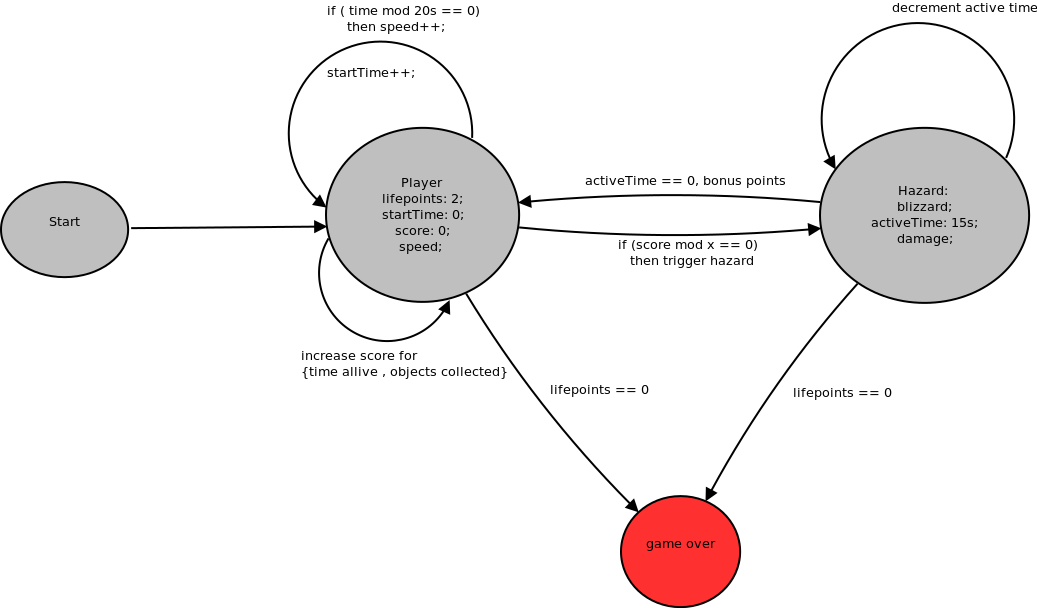 if ( time mod 20s == 0)
then speed++;
startTime++;
decrement active time
Start
Player
lifepoints: 2;
startTime: 0;
score: 0;
speed;
activeTime == 0, bonus points
if (score mod x == 0)
then trigger hazard
Hazard:
blizzard;
activeTime: 15s;
damage;
increase score for
{time allive , objects collected}
lifepoints == 0
lifepoints == 0
game over